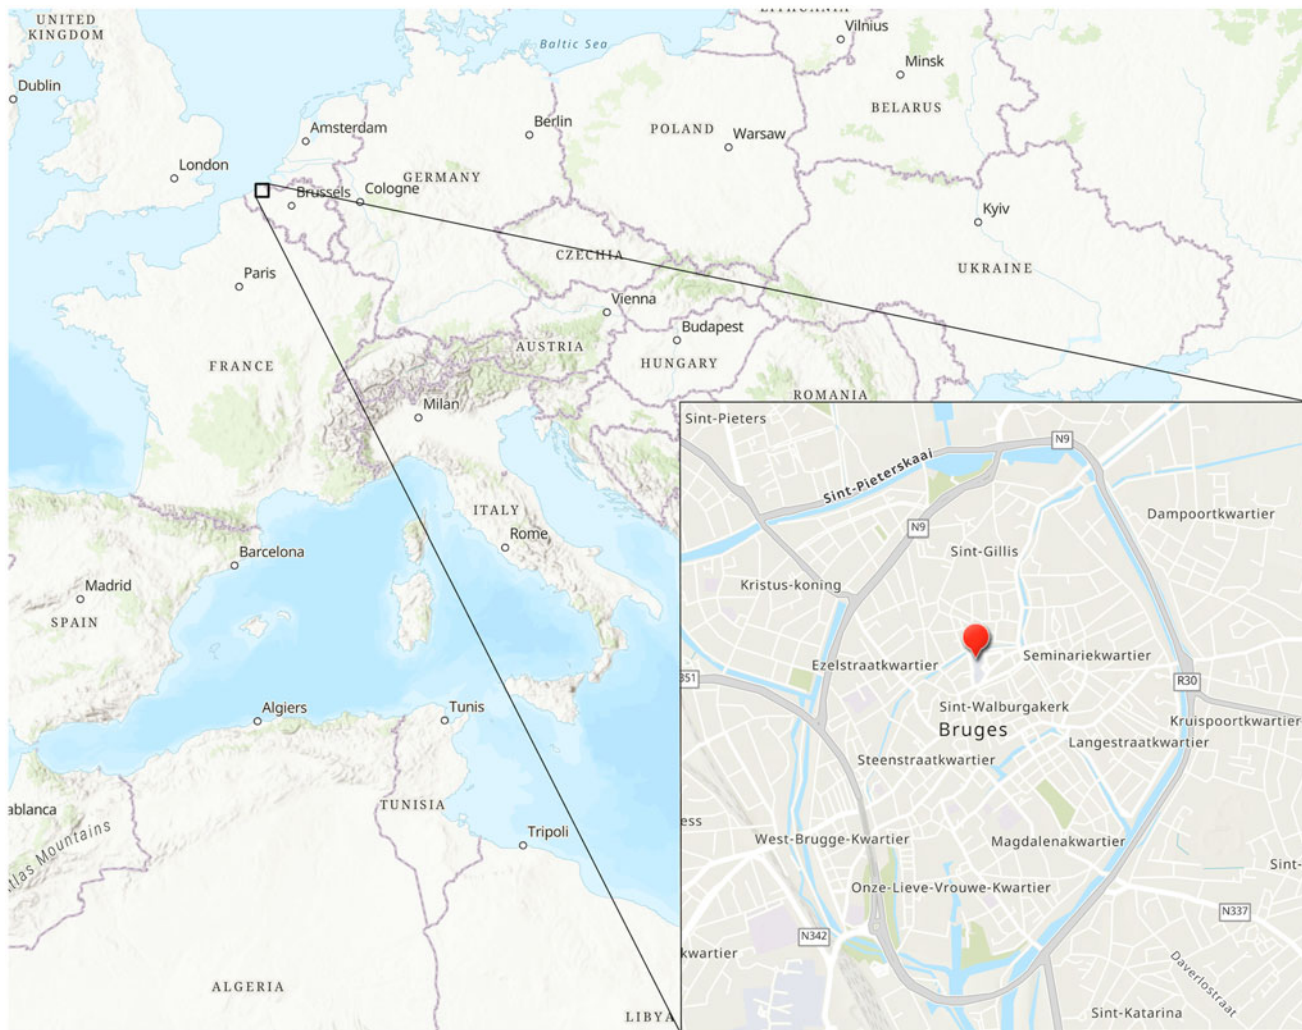 UNITED
KINGDOM
Dublin
London
Amsterdam
Baltic Sea
Berlin
LITHUANIA
Vilnius
Minsk
BELARUS
POLAND
Warsaw
GERMANY
Brussels
Cologne
Kyiv
UKRAINE
CZECHIA
Paris
Vienna
Budapest
AUSTRIA
HUNGARY
FRANCE
ROMANIA
Milan
ITALY
Rome
Barcelona
Madrid
SPAIN
Algiers
Tunis
TUNISIA
ablanca
tlas Mountains
Tripoli
ALGERIA
LIBYA
Sint-Pieters
N9
Sint-Pieterskaai
Dampoortkwartier
N9
Sint-Gillis
Kristus-koning
Ezelstraatkwartier
Seminariekwartier
351
R30
Sint-Walburgakerk
Kruispoortkwartier
Bruges
Langestraatkwartier
Steenstraatkwartier
ess
West-Brugge-Kwartier
Magdalenakwartier
Sint-
Onze-Lieve-Vrouwe-Kwartier
N337
N342
kwartier
Daverlostraat
Sint-Katarina